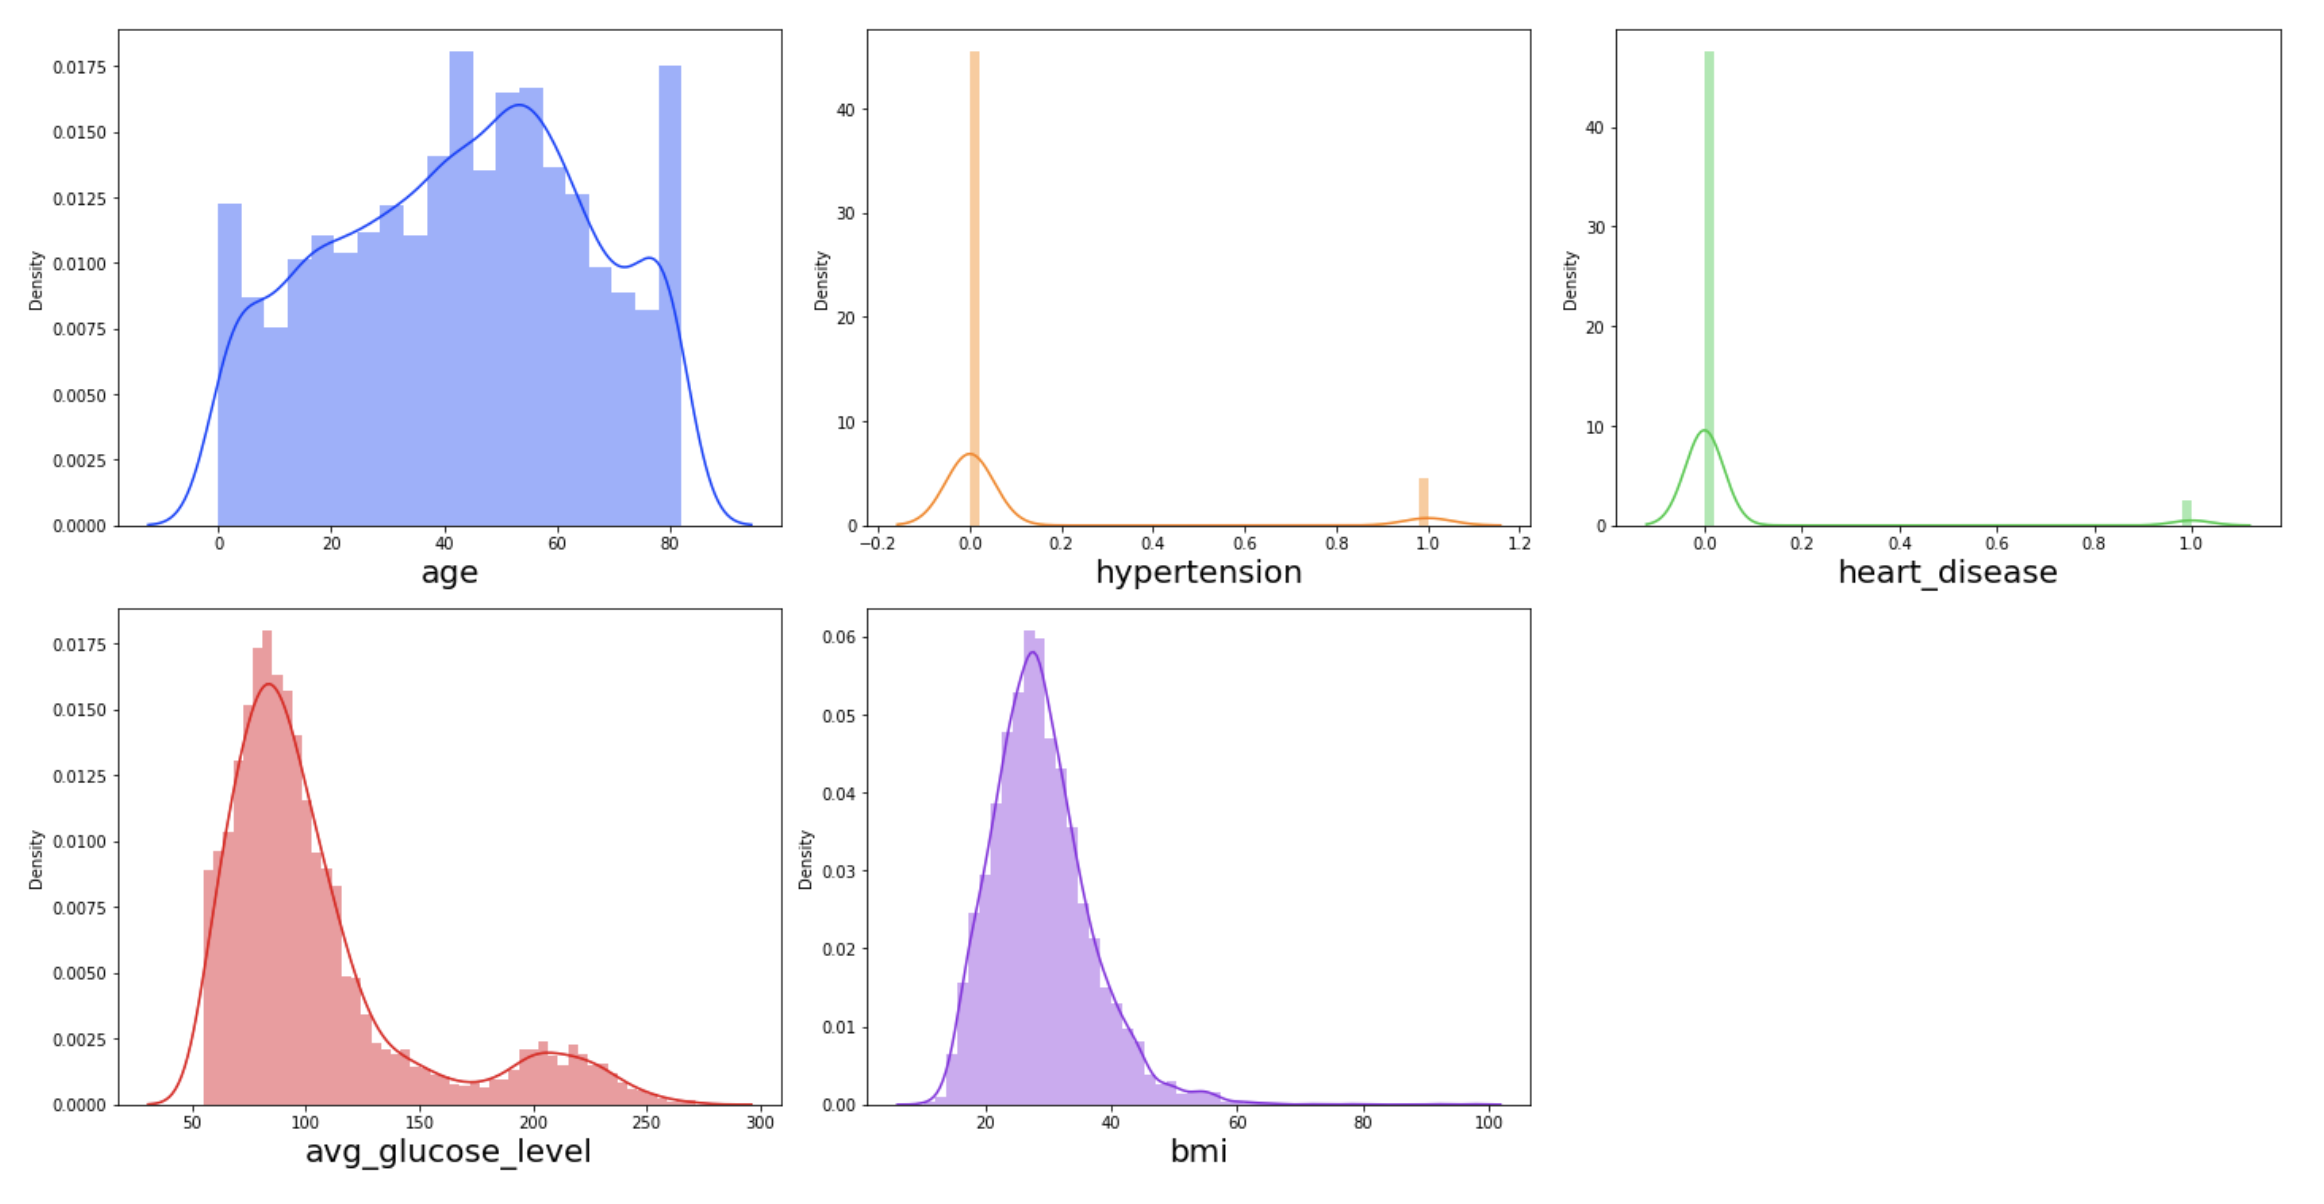 0.0175
0.0150
0.0125
0.0100
0.0075
0.0050
0.0025
0.0000
Density
0 20 40 60 80
age
40
30
20
10
0
Density
−0.2 0.0 0.2 0.4 0.6 0.8 1.0 1.2
hypertension
40
30
20
10
0
Density
0.0 0.2 0.4 0.6 0.8 1.0
heart_disease
0.0175
0.0150
0.0125
0.0100
0.0075
0.0050
0.0025
0.0000
Density
50 100 150 200 250 300
avg_glucose_level
0.06
0.05
0.04
0.03
0.02
0.01
0.00
Density
20 40 60 80 100
bmi